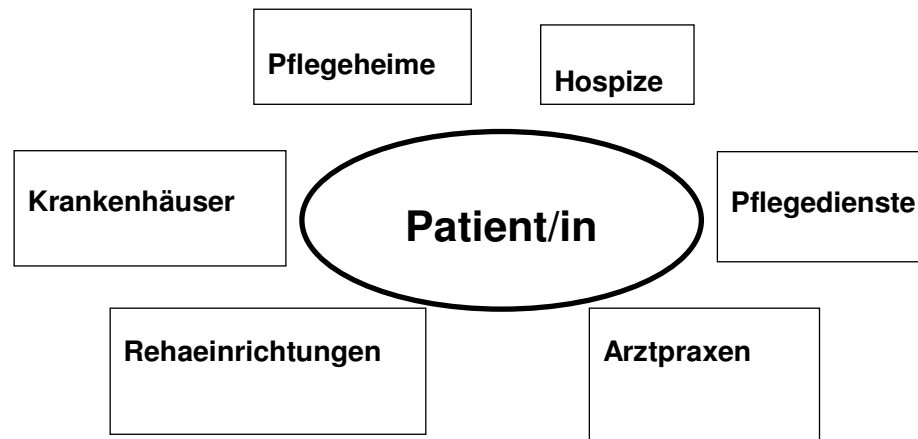 Pflegeheime
Hospize
Krankenhäuser
Patient/in
Pflegedienste
Rehaeinrichtungen
Arztpraxen